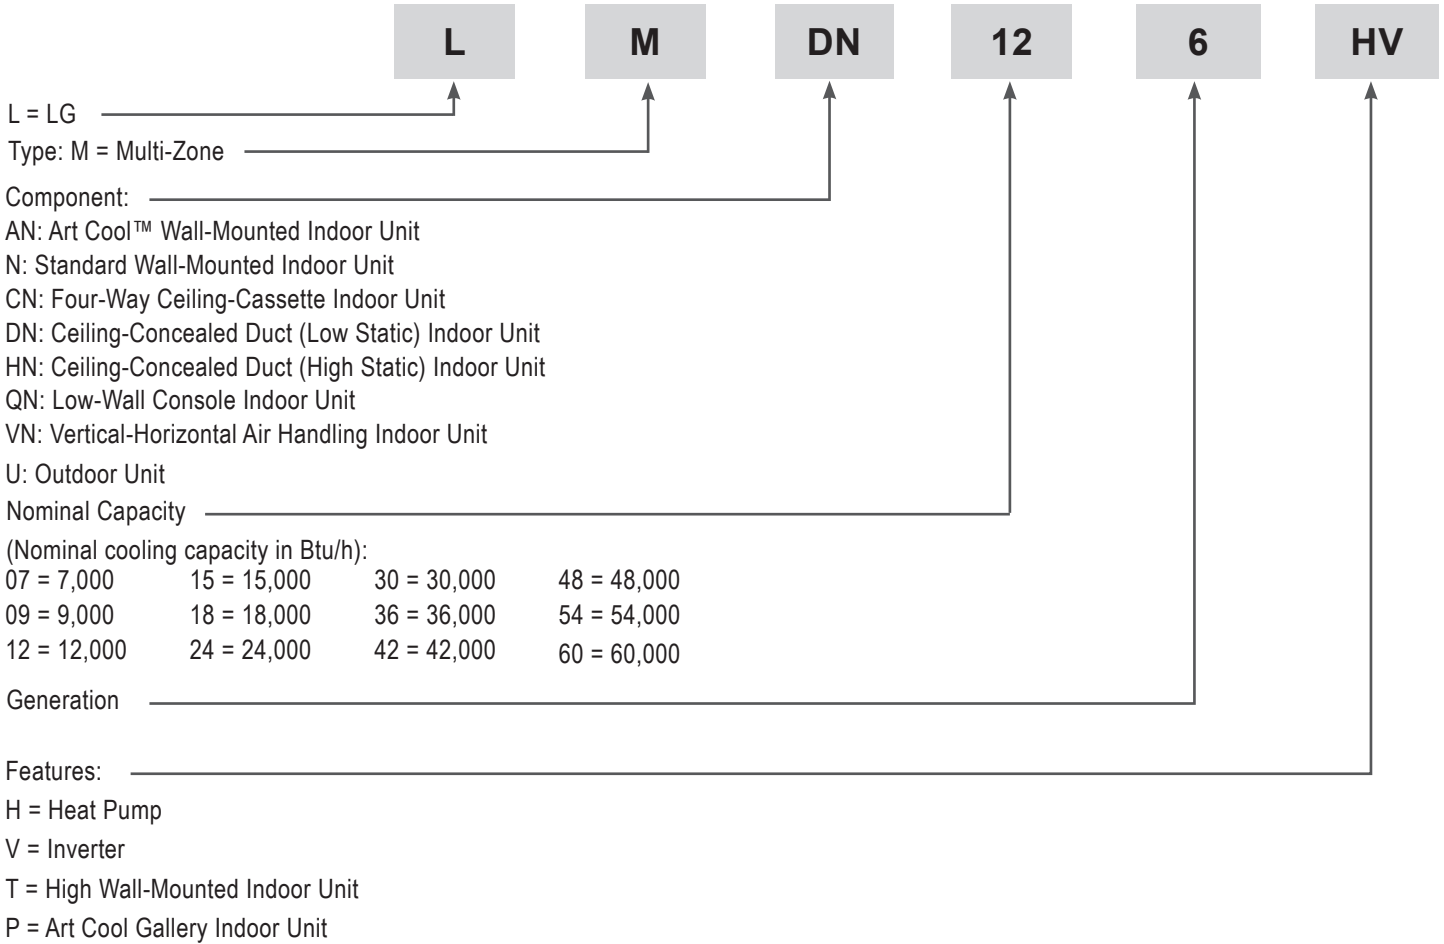 L M DN 12 6 HV
L = LG
Type: M = Multi-Zone
Component:
AN: Art Cool™ Wall-Mounted Indoor Unit
N: Standard Wall-Mounted Indoor Unit
CN: Four-Way Ceiling-Cassette Indoor Unit
DN: Ceiling-Concealed Duct (Low Static) Indoor Unit
HN: Ceiling-Concealed Duct (High Static) Indoor Unit
QN: Low-Wall Console Indoor Unit
VN: Vertical-Horizontal Air Handling Indoor Unit
U: Outdoor Unit
Nominal Capacity
(Nominal cooling capacity in Btu/h):
07 = 7,000 15 = 15,000 30 = 30,000 48 = 48,000
09 = 9,000 18 = 18,000 36 = 36,000 54 = 54,000
12 = 12,000 24 = 24,000 42 = 42,000 60 = 60,000
Generation
Features:
H = Heat Pump
V = Inverter
T = High Wall-Mounted Indoor Unit
P = Art Cool Gallery Indoor Unit